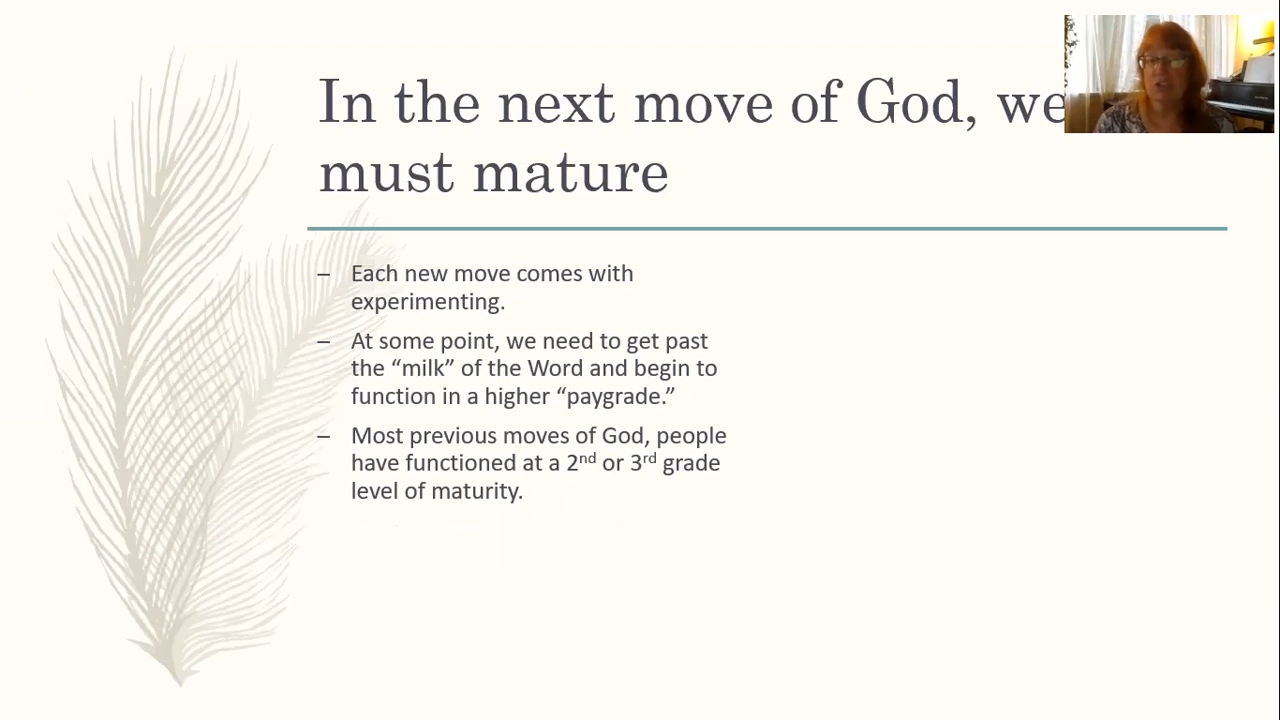 In the next move of God, we
must mature
– Each new move comes with
experimenting.
– At some point, we need to get past
the “milk” of the Word and begin to
function in a higher “paygrade.”
– Most previous moves of God, people
have functioned at a 2nd or 3rd grade
level of maturity.